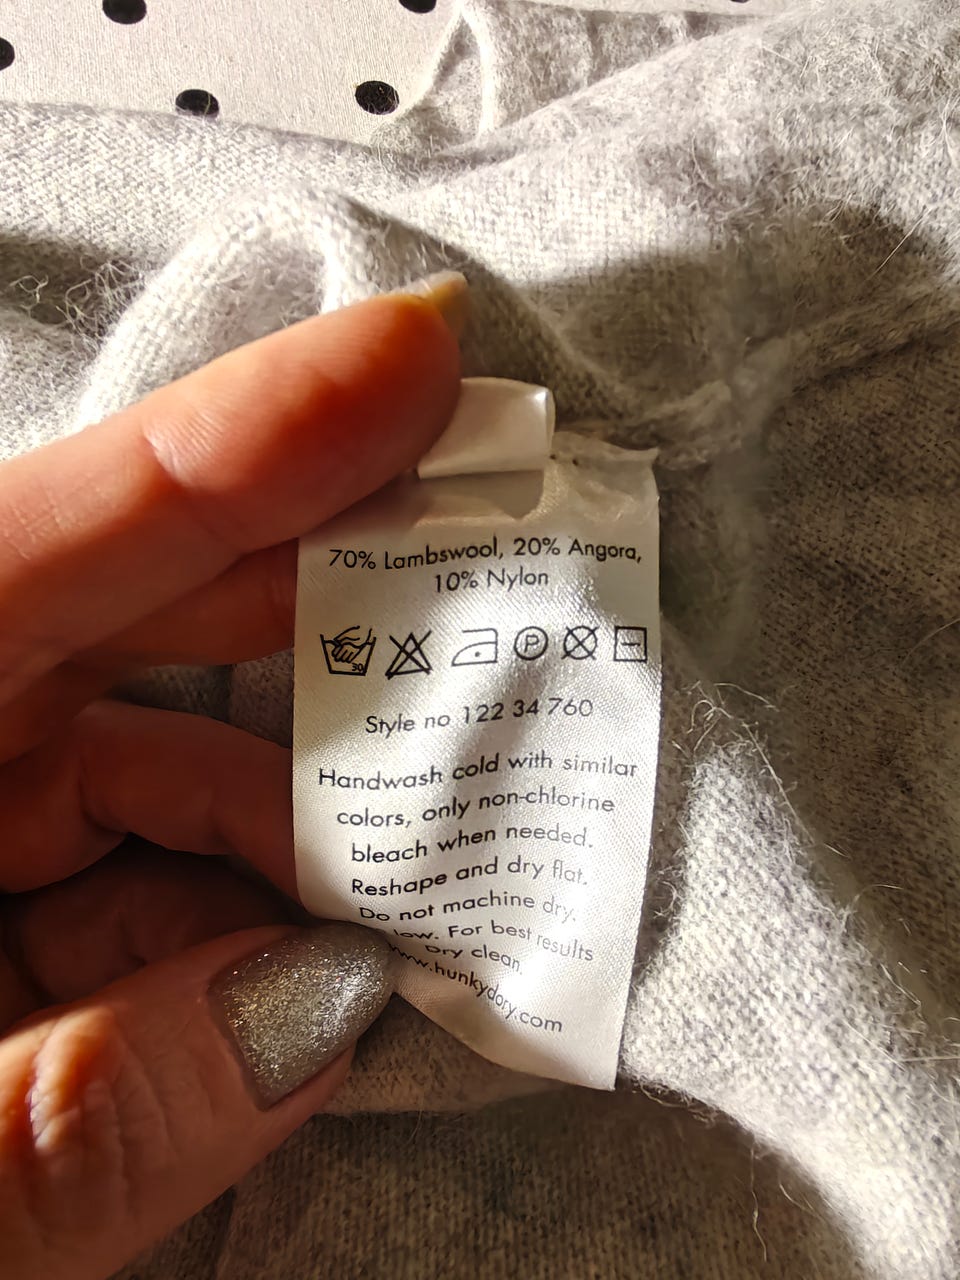 70% Lambswool, 20% Angora,
10% Nylon
30
P
Style no 122 34 760
Handwash cold with similar
colors, only non-chlorine
bleach when needed.
Reshape and dry flat.
Do not machine dry.
low. For best results
Dry clean.
www.hunkydory.com